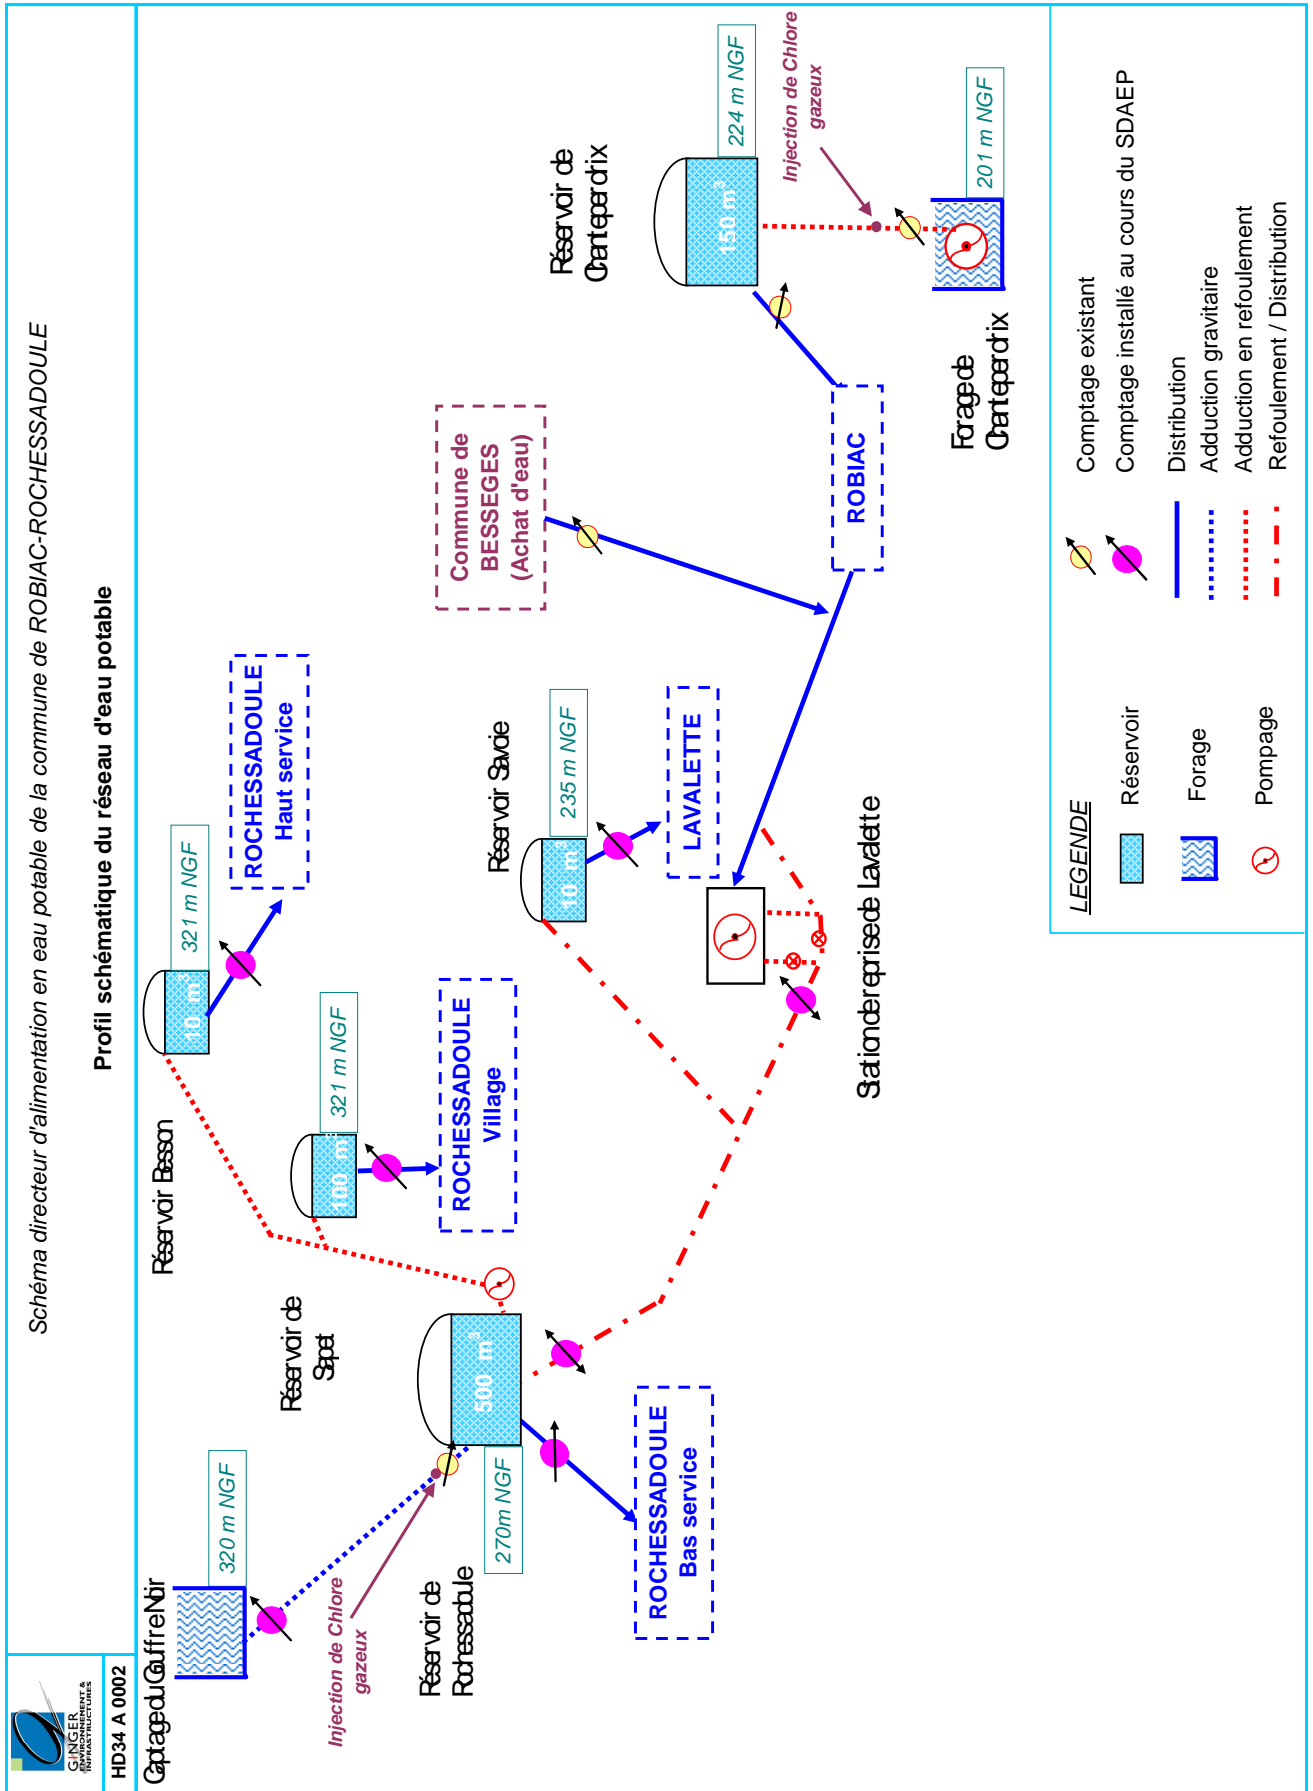 GINGER
ENVIRONNEMENT &
INFRASTRUCTURES
HD34 A 0002
Schéma directeur d'alimentation en eau potable de la commune de ROBIAC-ROCHESSADOULE
Profil schématique du réseau d'eau potable
Captage du Gouffre Noir
320 m NGF
Injection de Chlore
gazeux
Réservoir de
Rochessadoule
270m NGF
500 m³
ROCHESSADOULE
Bas service
Réservoir de
Sapet
100 m³
321 m NGF
ROCHESSADOULE
Village
Réservoir Besson
10 m³
321 m NGF
ROCHESSADOULE
Haut service
Réservoir Savoie
10 m³
235 m NGF
LAVALETTE
Station de reprise de Lavalette
Commune de
BESSEGES
(Achat d'eau)
ROBIAC
Réservoir de
Chanteperdrix
150 m³
224 m NGF
Injection de Chlore
gazeux
201 m NGF
Forage de
Chanteperdrix
LEGENDE
Réservoir
Forage
Pompage
Comptage existant
Comptage installé au cours du SDAEP
Distribution
Adduction gravitaire
Adduction en refoulement
Refoulement / Distribution